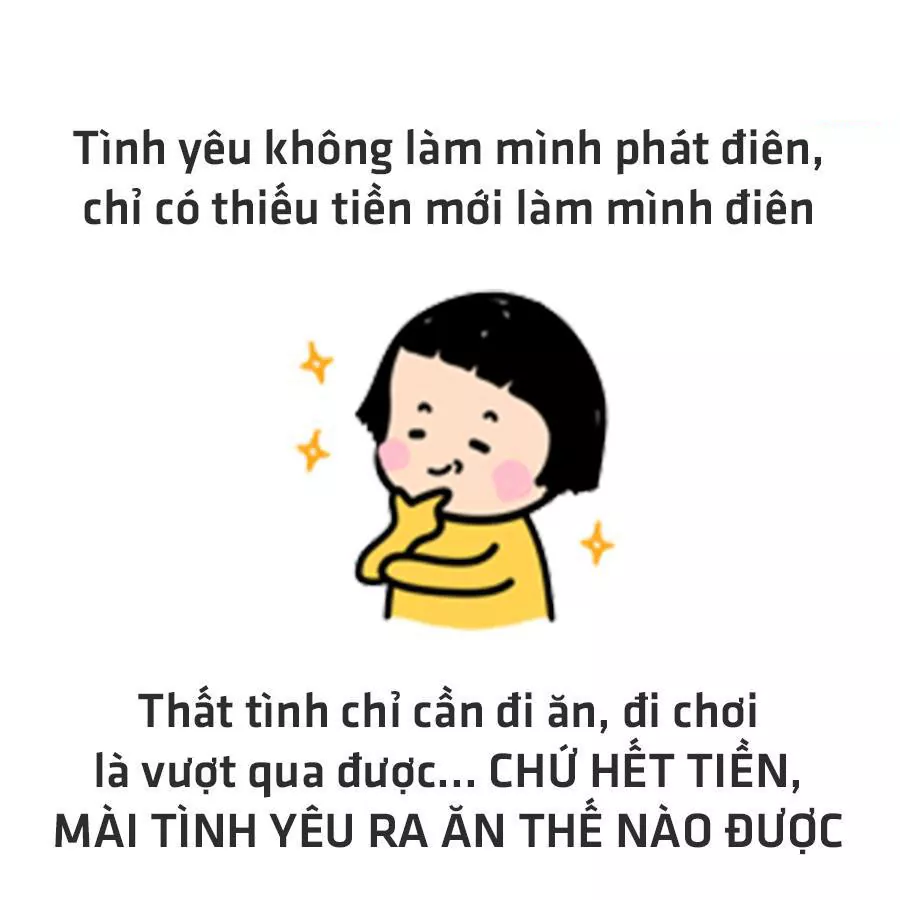 Tình yêu không làm mình phát điên,
chỉ có thiếu tiền mới làm mình điên
Thất tình chỉ cần đi ăn, đi chơi
là vượt qua được... CHỨ HẾT TIỀN,
MÀI TÌNH YÊU RA ĂN THẾ NÀO ĐƯỢC